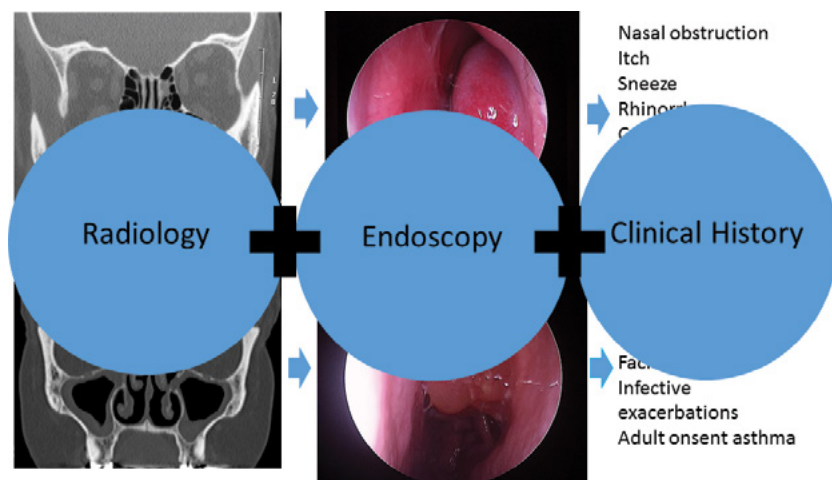 Nasal obstruction
Itch
Sneeze
Radiology
Endoscopy
Clinical History
Infective
exacerbations
Adult onsent asthma